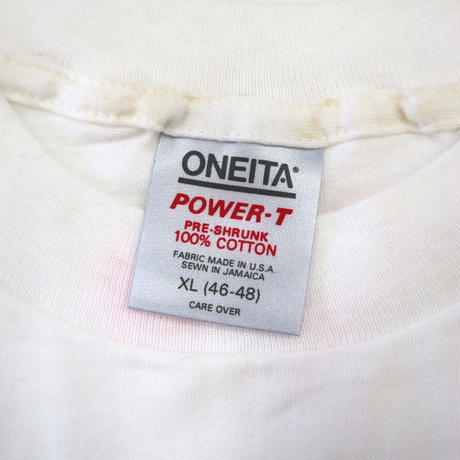 ONEITA®
POWER-T
PRE-SHRUNK
100% COTTON
FABRIC MADE IN U.S.A.
SEWN IN JAMAICA
XL (46-48)
CARE OVER